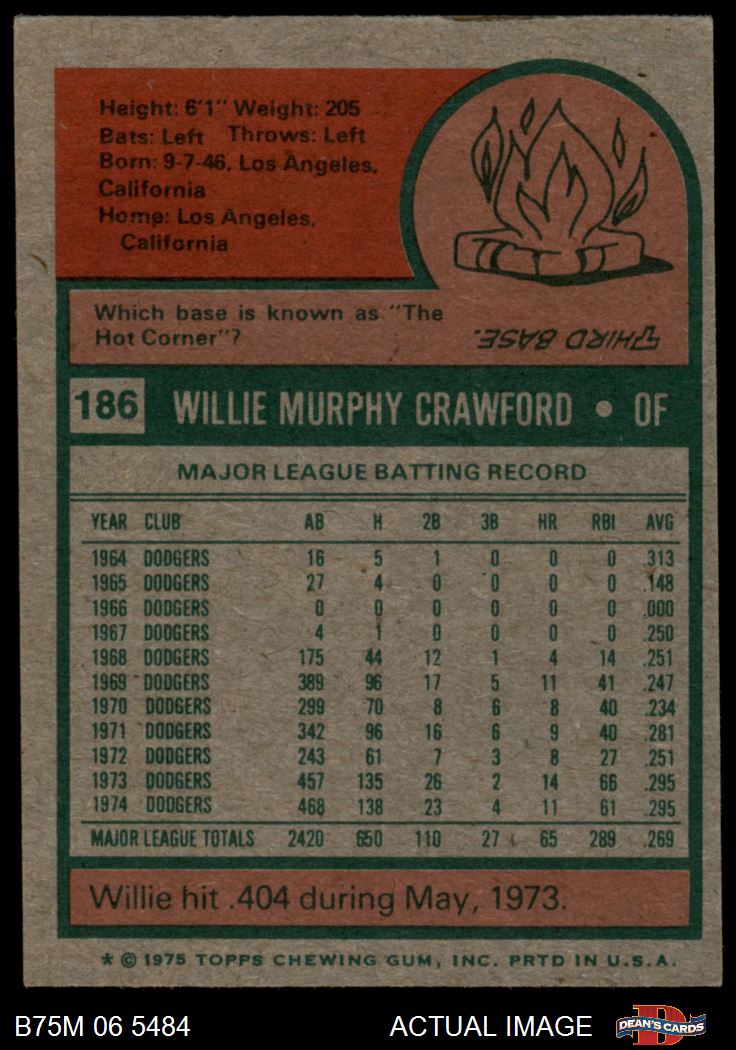 Height: 6'1" Weight: 205
Bats: Left Throws: Left
Born: 9-7-46, Los Angeles,
California
Home: Los Angeles,
California
Which base is known as "The
Hot Corner"?
THIRD BASE.
186 WILLIE MURPHY CRAWFORD • OF
MAJOR LEAGUE BATTING RECORD
YEAR CLUB AB H 2B 3B HR RBI AVG
1964 DODGERS 16 5 1 0 0 0 .313
1965 DODGERS 27 4 0 0 0 0 .148
1966 DODGERS 0 0 0 0 0 0 .000
1967 DODGERS 4 1 0 0 0 0 .250
1968 DODGERS 175 44 12 1 4 14 .251
1969 DODGERS 389 96 17 5 11 41 .247
1970 DODGERS 299 70 8 6 8 40 .234
1971 DODGERS 342 96 16 6 9 40 .281
1972 DODGERS 243 61 7 3 8 27 .251
1973 DODGERS 457 135 26 2 14 66 .295
1974 DODGERS 468 138 23 4 11 61 .295
MAJOR LEAGUE TOTALS 2420 650 110 27 65 289 .269
Willie hit .404 during May, 1973.
* © 1975 TOPPS CHEWING GUM, INC. PRTD IN U.S.A.
B75M 06 5484 ACTUAL IMAGE D DEAN'S CARDS